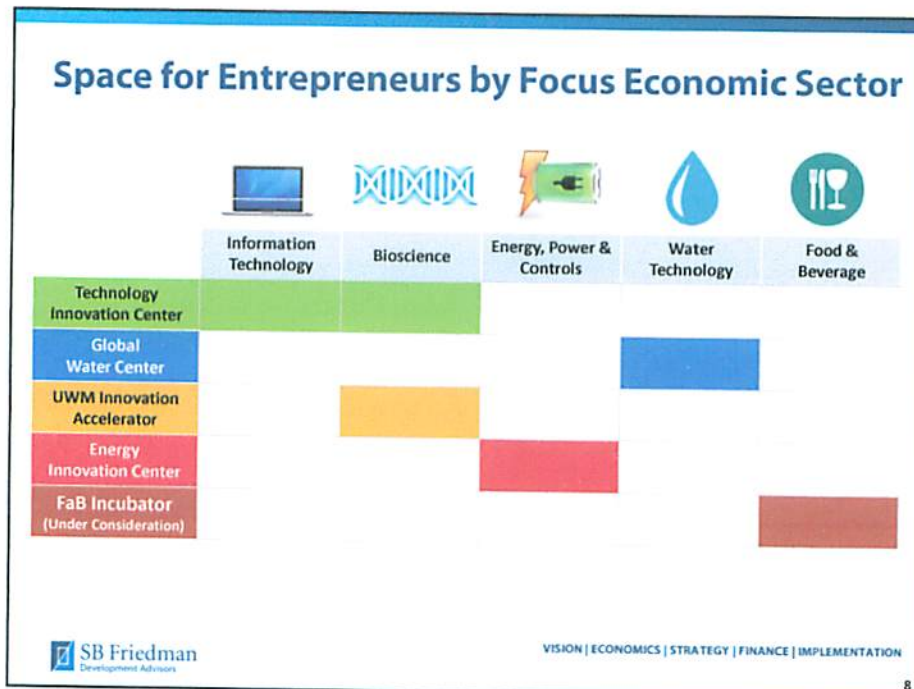 Space for Entrepreneurs by Focus Economic Sector
Information
Technology
Bioscience
Energy, Power &
Controls
Water
Technology
Food &
Beverage
Technology
Innovation Center
Global
Water Center
UWM Innovation
Accelerator
Energy
Innovation Center
FaB Incubator
(Under Consideration)
SB Friedman
Development Advisors
VISION | ECONOMICS | STRATEGY | FINANCE | IMPLEMENTATION
8